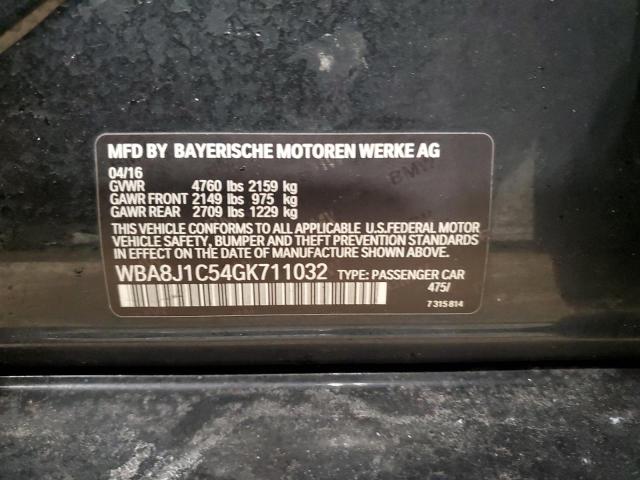 MFD BY BAYERISCHE MOTOREN WERKE AG
04/16
GVWR 4760 lbs 2159 kg
GAWR FRONT 2149 lbs 975 kg
GAWR REAR 2709 lbs 1229 kg
THIS VEHICLE CONFORMS TO ALL APPLICABLE U.S.FEDERAL MOTOR
VEHICLE SAFETY, BUMPER AND THEFT PREVENTION STANDARDS
IN EFFECT ON THE DATE OF MANUFACTURE SHOWN ABOVE.
WBA8J1C54GK711032 TYPE: PASSENGER CAR
475/
7 315 814